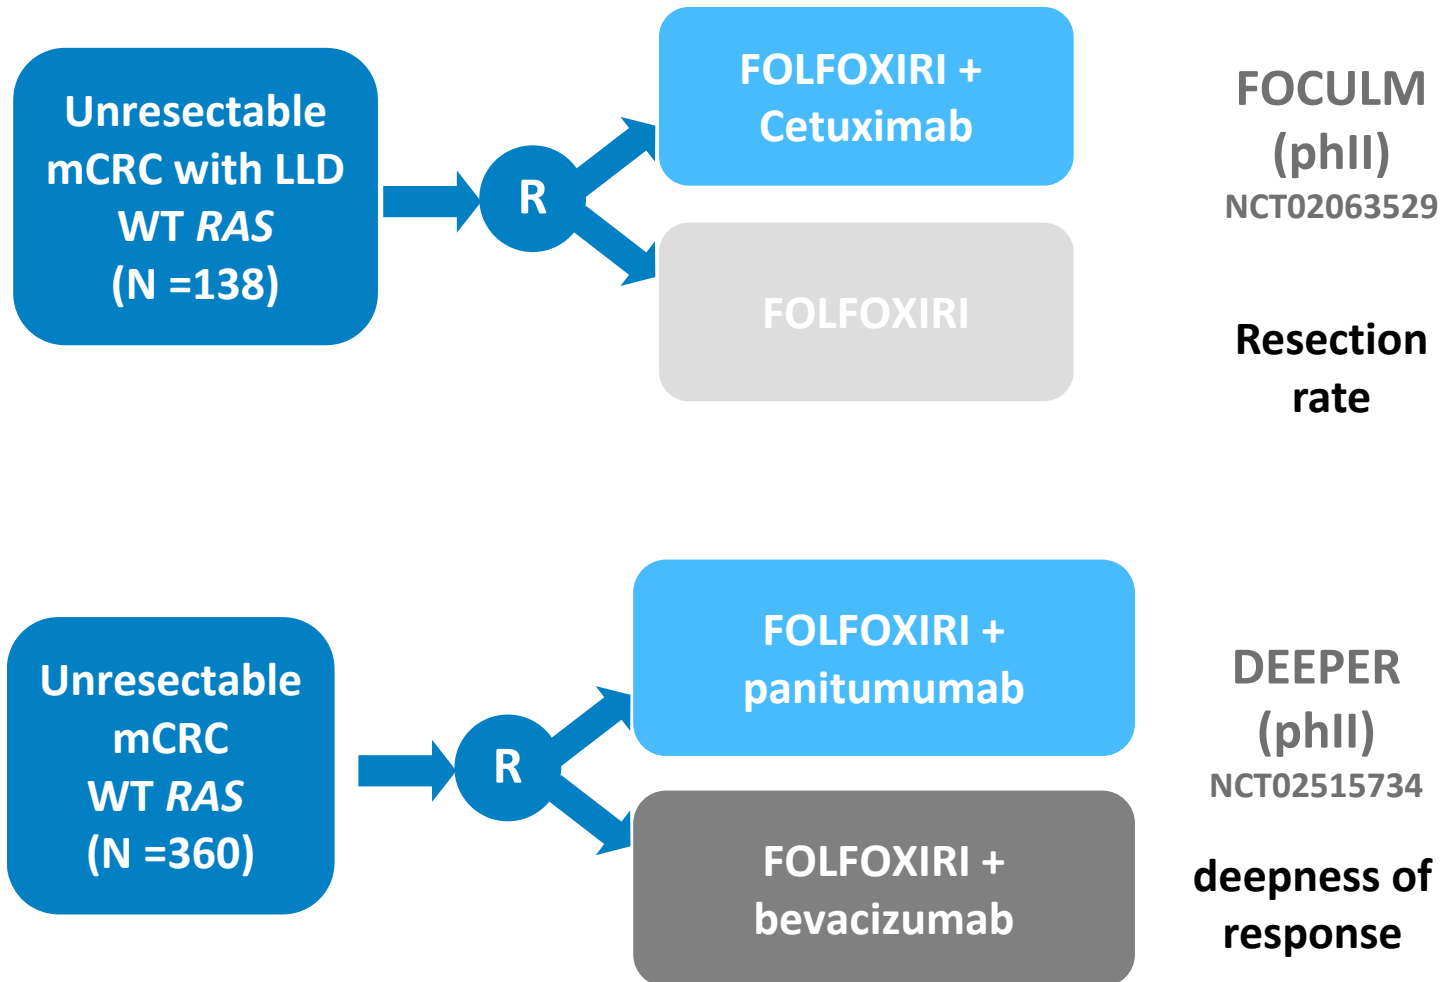 Unresectable
mCRC with LLD
WT RAS
(N =138)
R
FOLFOXIRI +
Cetuximab
FOLFOXIRI
FOCULM
(phII)
NCT02063529
Resection
rate
Unresectable
mCRC
WT RAS
(N =360)
R
FOLFOXIRI +
panitumumab
FOLFOXIRI +
bevacizumab
DEEPER
(phII)
NCT02515734
deepness of
response